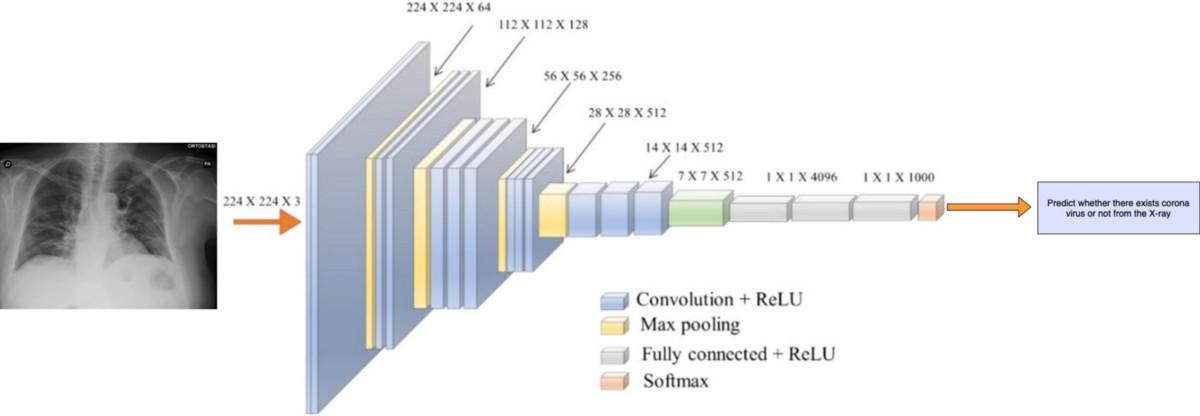 224 X 224 X 64
112 X 112 X 128
56 X 56 X 256
28 X 28 X 512
14 X 14 X 512
7 X 7 X 512
1 X 1 X 4096
1 X 1 X 1000
ORTOSTASI
PA
224 X 224 X 3
Predict whether there exists corona
virus or not from the X-ray
Convolution + ReLU
Max pooling
Fully connected + ReLU
Softmax